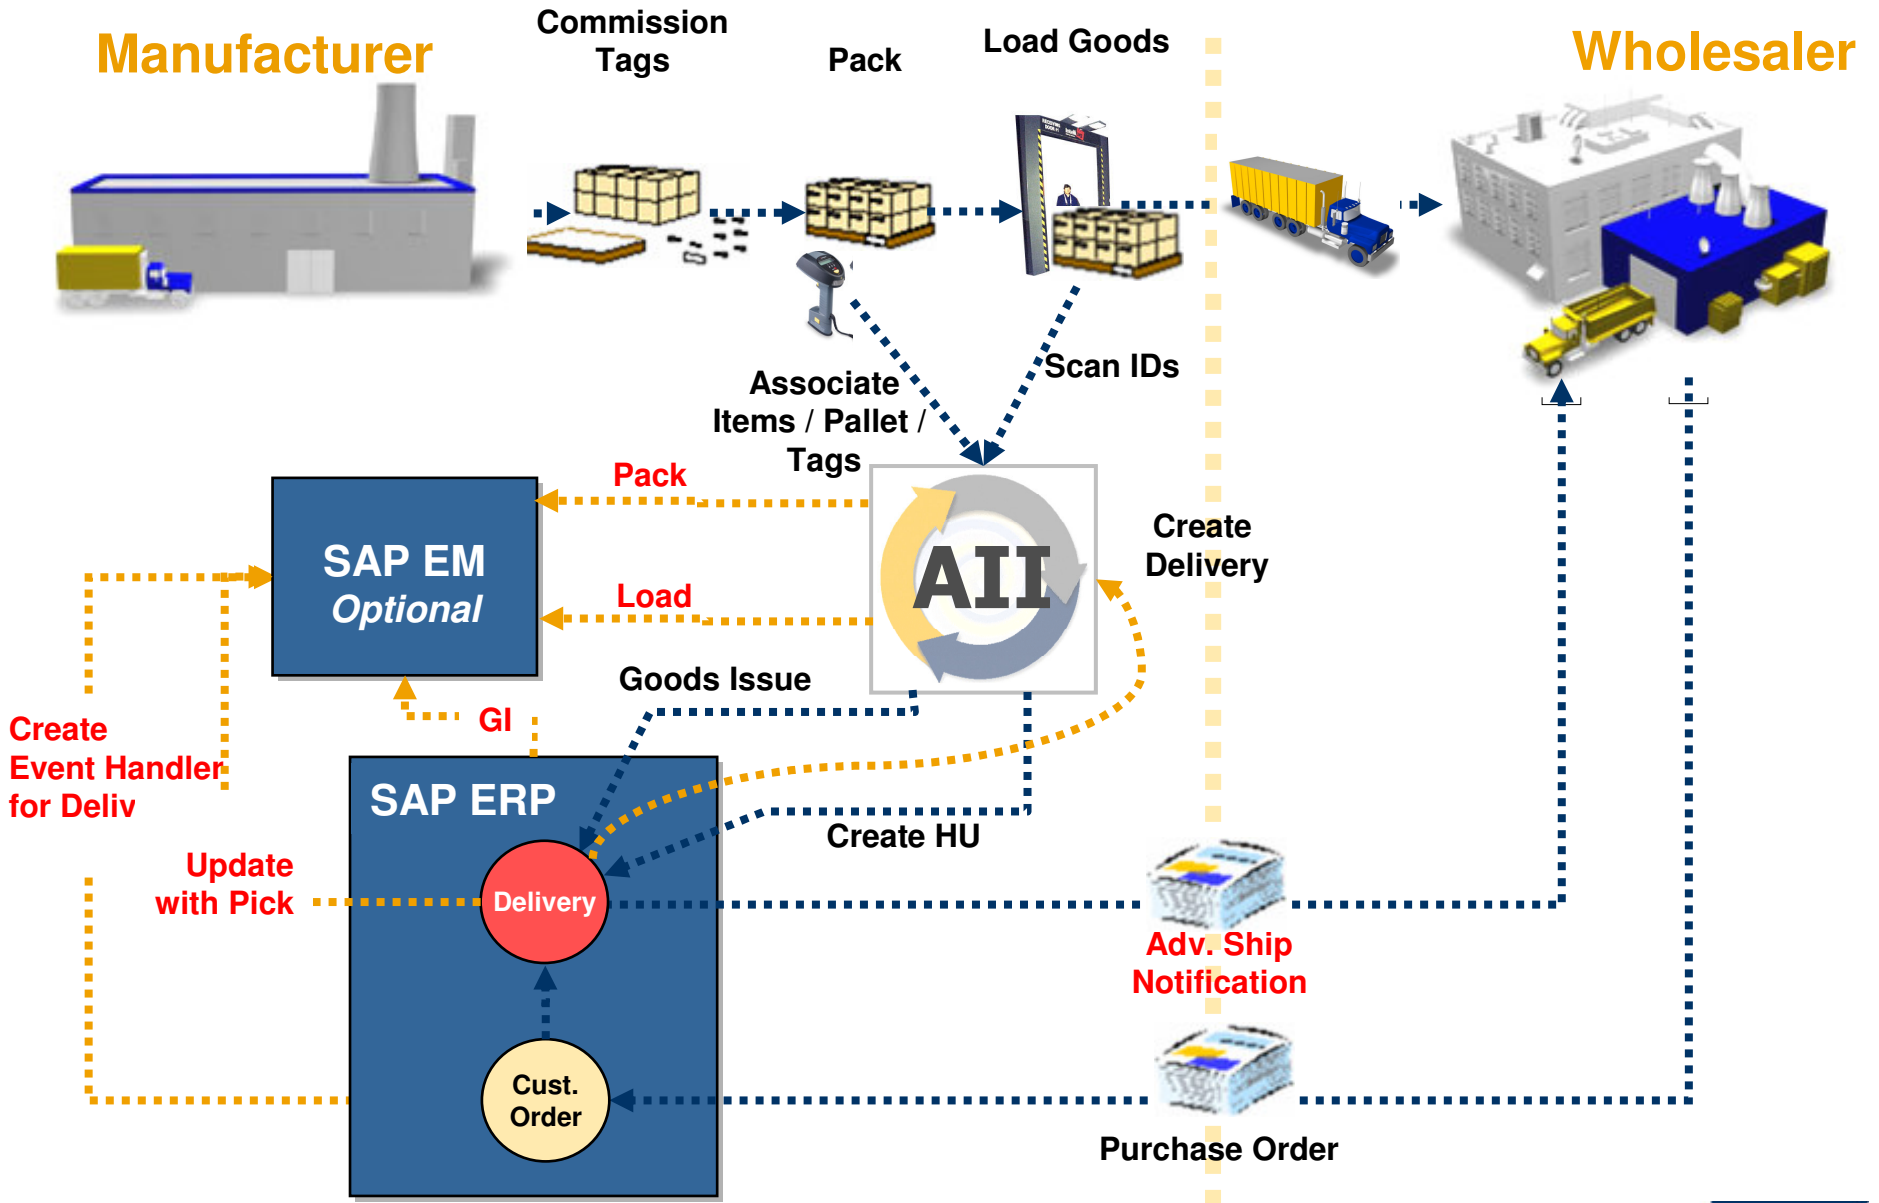 Manufacturer
Commission
Tags
Pack
Load Goods
Wholesaler
Associate
Items / Pallet /
Tags
Scan IDs
Pack
SAP EM
Optional
Load
AII
Create
Delivery
Goods Issue
GI
Create
Event Handler
for Deliv
SAP ERP
Create HU
Update
with Pick
Delivery
Adv. Ship
Notification
Cust.
Order
Purchase Order